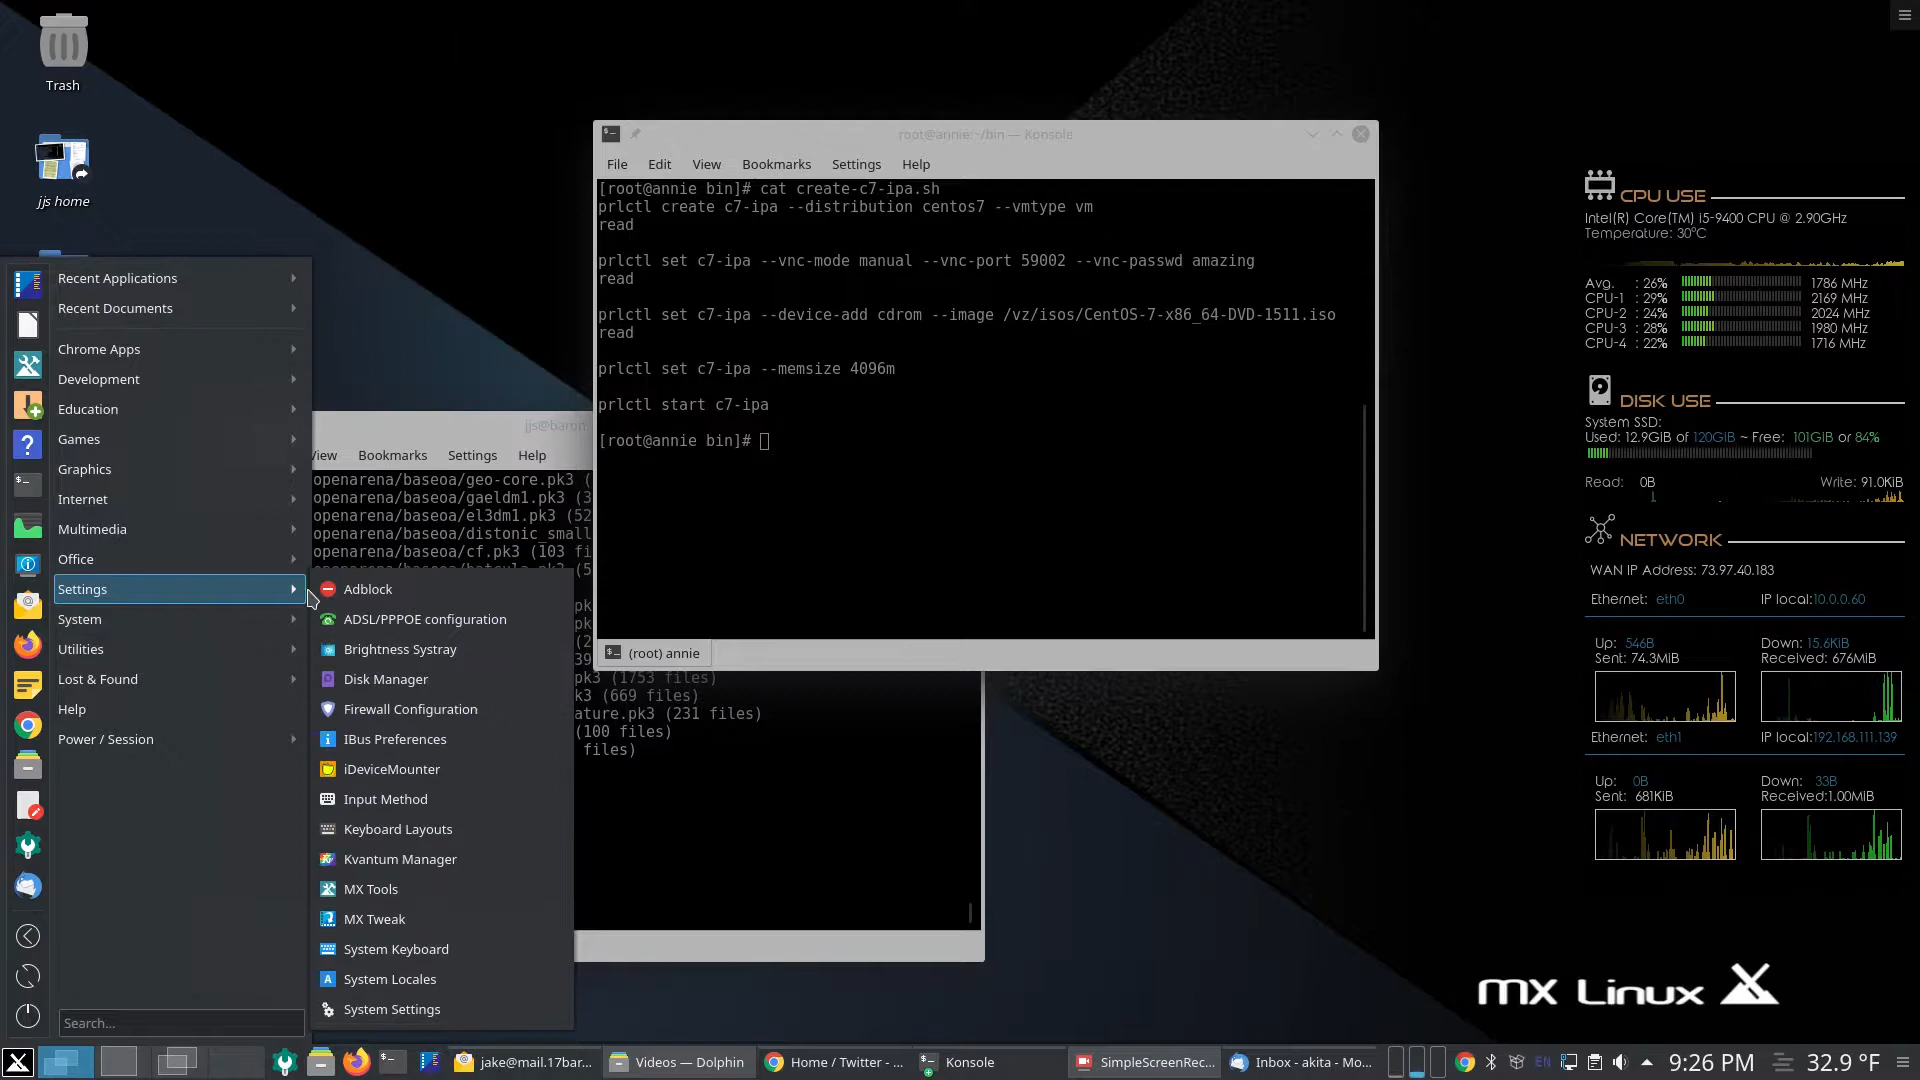 Trash
jjs home
Recent Applications
Recent Documents
Chrome Apps
Development
Education
Games
Graphics
Internet
Multimedia
Office
Settings
System
Utilities
Lost & Found
Help
Power / Session
Search...
Adblock
ADSL/PPPOE configuration
Brightness Systray
Disk Manager
Firewall Configuration
IBus Preferences
iDeviceMounter
Input Method
Keyboard Layouts
Kvantum Manager
MX Tools
MX Tweak
System Keyboard
System Locales
System Settings
jjs@baron
View Bookmarks Settings Help
openarena/baseoa/geo-core.pk3 (
openarena/baseoa/gaeldm1.pk3 (3
openarena/baseoa/el3dm1.pk3 (52
openarena/baseoa/distonic_small
openarena/baseoa/cf.pk3 (103 fi
pk3 (1753 files)
k3 (669 files)
ature.pk3 (231 files)
(100 files)
files)
root@annie:~/bin — Konsole
File Edit View Bookmarks Settings Help
[root@annie bin]# cat create-c7-ipa.sh
prlctl create c7-ipa --distribution centos7 --vmtype vm
read
prlctl set c7-ipa --vnc-mode manual --vnc-port 59002 --vnc-passwd amazing
read
prlctl set c7-ipa --device-add cdrom --image /vz/isos/CentOS-7-x86_64-DVD-1511.iso
read
prlctl set c7-ipa --memsize 4096m
prlctl start c7-ipa
[root@annie bin]#
(root) annie
CPU USE
Intel(R) Core(TM) i5-9400 CPU @ 2.90GHz
Temperature: 30°C
Avg. : 26% 1786 MHz
CPU-1 : 29% 2169 MHz
CPU-2 : 24% 2024 MHz
CPU-3 : 28% 1980 MHz
CPU-4 : 22% 1716 MHz
DISK USE
System SSD:
Used: 12.9GiB of 120GiB ~ Free: 101GiB or 84%
Read: 0B Write: 91.0KiB
NETWORK
WAN IP Address: 73.97.40.183
Ethernet: eth0 IP local:10.0.0.60
Up: 546B Down: 15.6KiB
Sent: 74.3MiB Received: 676MiB
Ethernet: eth1 IP local:192.168.111.139
Up: 0B Down: 33B
Sent: 681KiB Received:1.00MiB
MX Linux
jake@mail.17bar...
Videos — Dolphin
Home / Twitter - ...
Konsole
SimpleScreenRec...
Inbox - akita - Mo...
EN
9:26 PM
32.9 °F